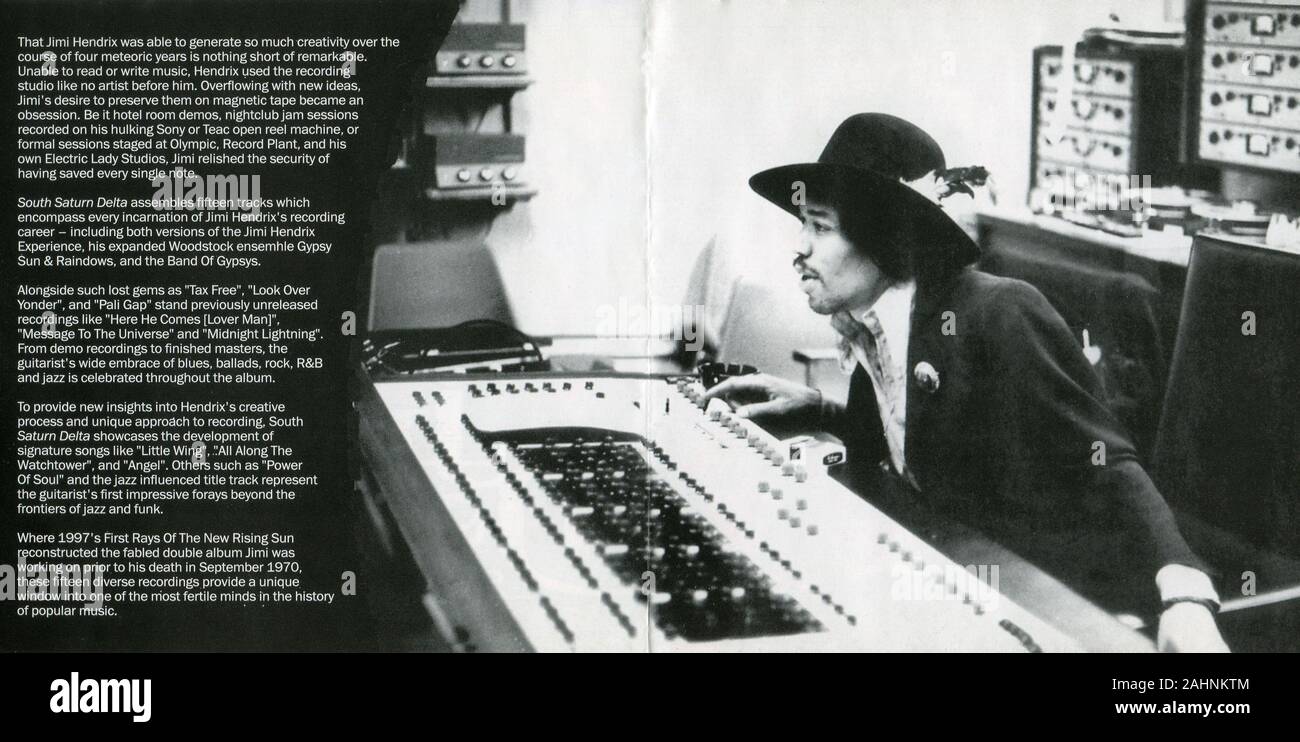 That Jimi Hendrix was able to generate so much creativity over the
course of four meteoric years is nothing short of remarkable.
Unable to read or write music, Hendrix used the recording
studio like no artist before him. Overflowing with new ideas,
Jimi's desire to preserve them on magnetic tape became an
obsession. Be it hotel room demos, nightclub jam sessions
recorded on his hulking Sony or Teac open reel machine, or
formal sessions staged at Olympic, Record Plant, and his
own Electric Lady Studios, Jimi relished the security of
having saved every single note.
South Saturn Delta assembles fifteen tracks which
encompass every incarnation of Jimi Hendrix's recording
career – including both versions of the Jimi Hendrix
Experience, his expanded Woodstock ensemhle Gypsy
Sun & Raindows, and the Band Of Gypsys.
Alongside such lost gems as "Tax Free", "Look Over
Yonder", and "Pali Gap" stand previously unreleased
recordings like "Here He Comes [Lover Man]",
"Message To The Universe" and "Midnight Lightning".
From demo recordings to finished masters, the
guitarist's wide embrace of blues, ballads, rock, R&B
and jazz is celebrated throughout the album.
To provide new insights into Hendrix's creative
process and unique approach to recording, South
Saturn Delta showcases the development of
signature songs like "Little Wing", "All Along The
Watchtower", and "Angel". Others such as "Power
Of Soul" and the jazz influenced title track represent
the guitarist's first impressive forays beyond the
frontiers of jazz and funk.
Where 1997's First Rays Of The New Rising Sun
reconstructed the fabled double album Jimi was
working on prior to his death in September 1970,
these fifteen diverse recordings provide a unique
window into one of the most fertile minds in the history
of popular music.
alamy
alamy
alamy
a
a
a
a
a
a
a
a
a
alamy
Image ID: 2AHNKTM
www.alamy.com